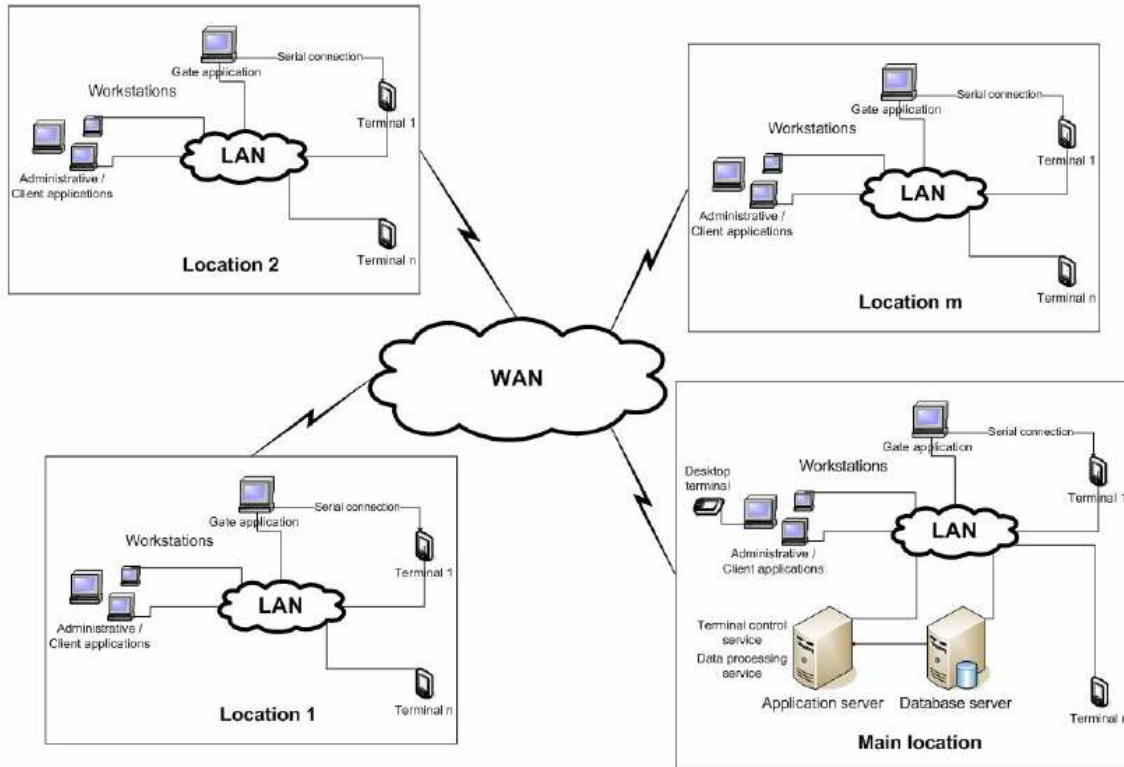 Gate application
Serial connection
Workstations
Terminal 1
LAN
Administrative /
Client applications
Terminal n
Location 2
Gate application
Serial connection
Workstations
Terminal 1
LAN
Administrative /
Client applications
Terminal n
Location m
WAN
Gate application
Serial connection
Workstations
Terminal 1
LAN
Administrative /
Client applications
Terminal n
Location 1
Gate application
Serial connection
Desktop
terminal
Workstations
Terminal 1
LAN
Administrative /
Client applications
Terminal control
service
Data processing
service
Application server
Database server
Terminal n
Main location